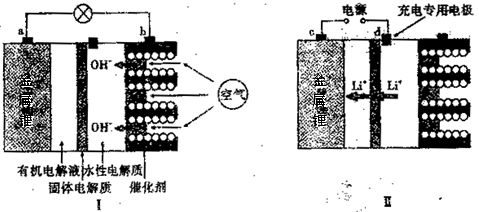 a
b
OH⁻
OH⁻
空气
金属锂
有机电解液
水性电解质
固体电解质
催化剂
I
电源
充电专用电极
c
d
Li⁺
Li⁺
金属锂
II